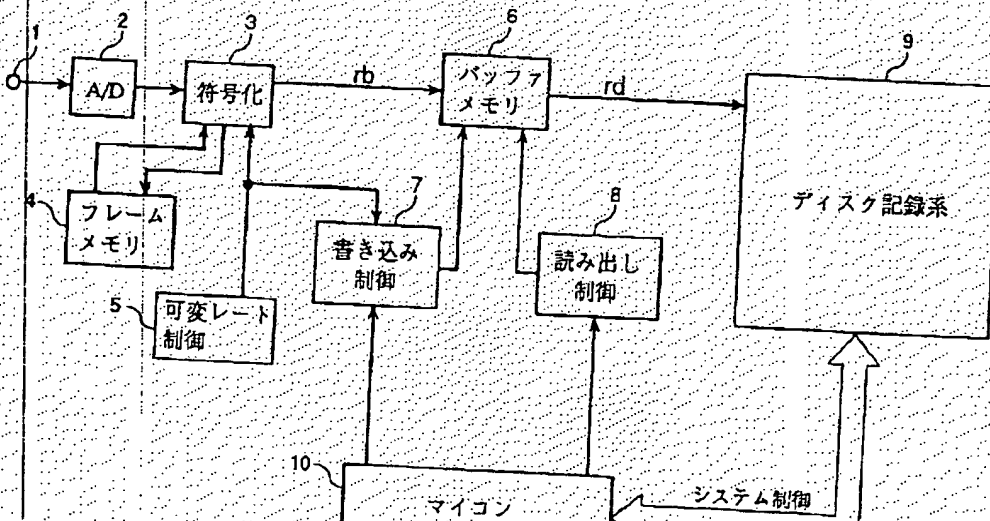 1
2
3
6
9
A/D
符号化
rb
バッファ
メモリ
rd
4
フレーム
メモリ
7
書き込み
制御
8
読み出し
制御
ディスク記録系
5
可変レート
制御
10
マイコン
システム制御